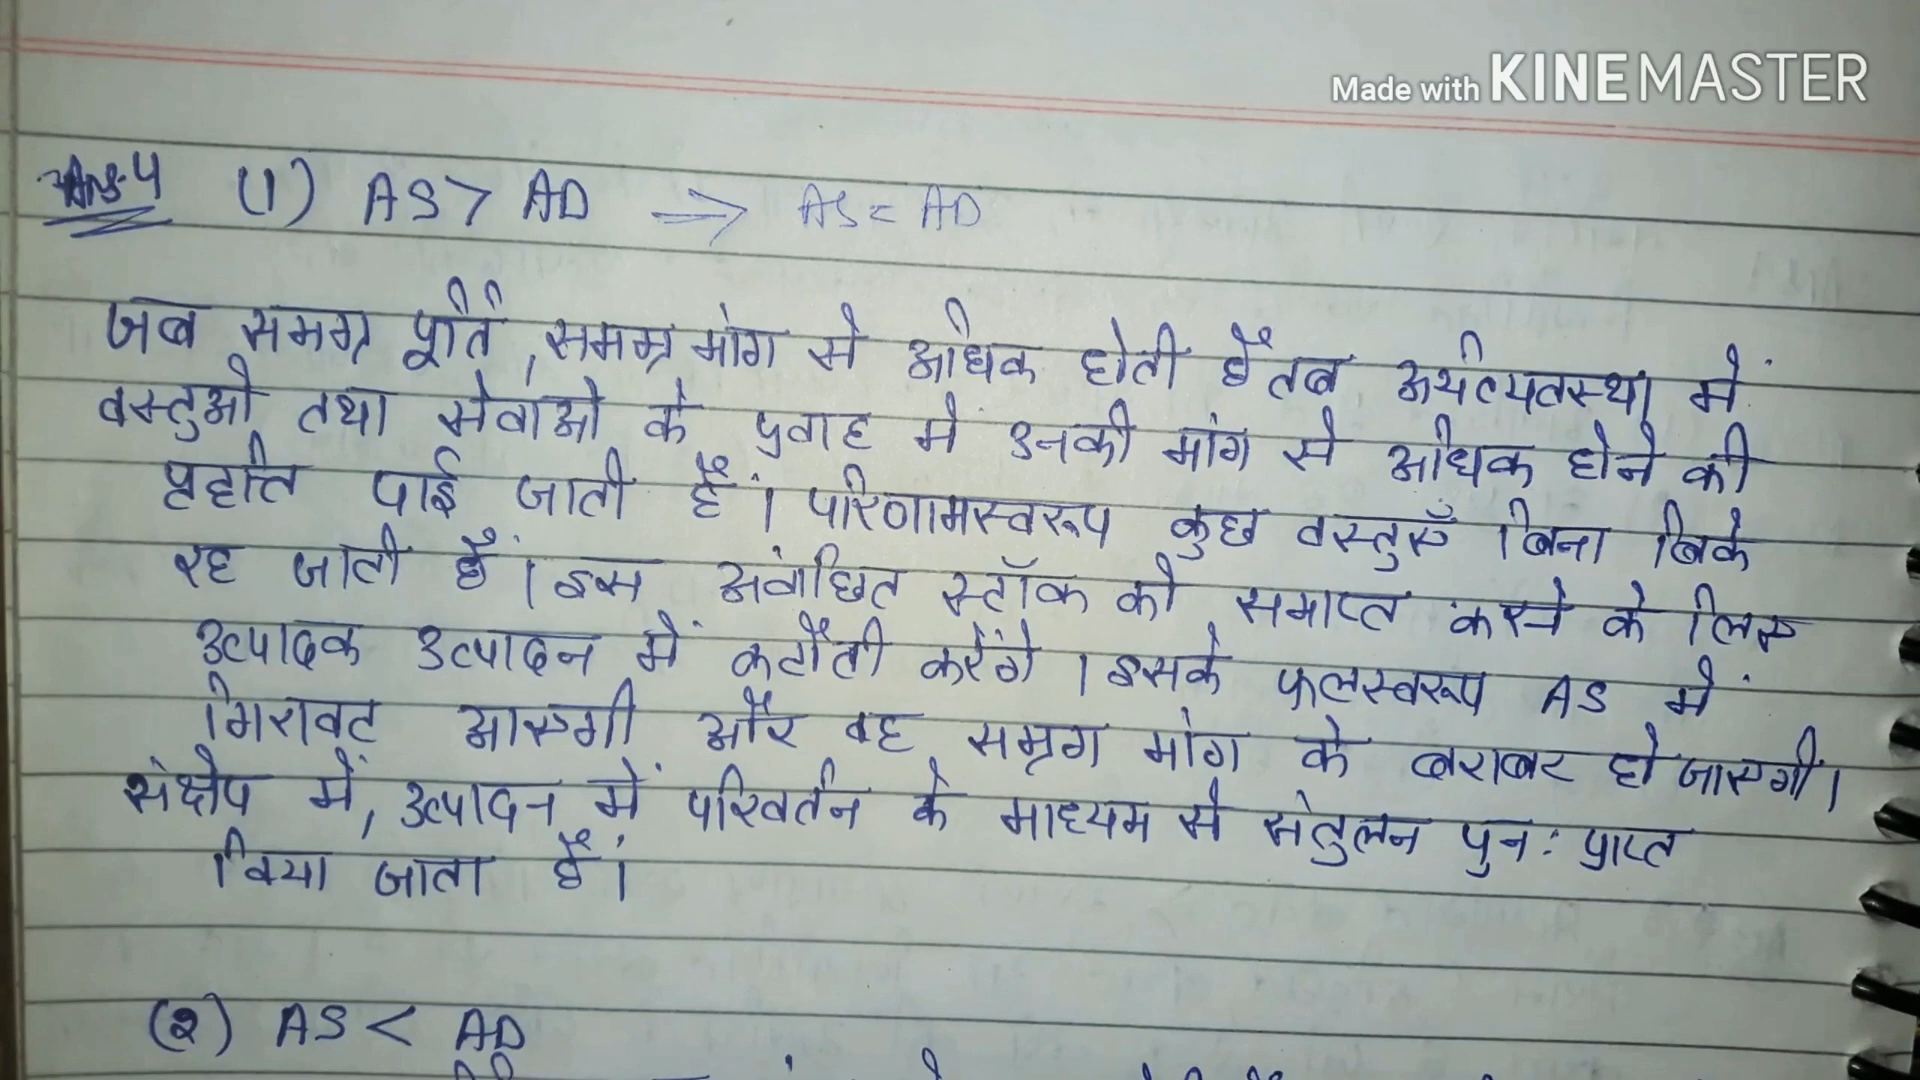 Made with KINEMASTER
Ans-4 (1) AS > AD ⇒ AS = AD
जब समग्र पूर्ति, समग्र मांग से अधिक होती है तब अर्थव्यवस्था में
वस्तुओ तथा सेवाओ के प्रवाह में उनकी मांग से अधिक होने की
प्रवृत्ति पाई जाती हैं। परिणामस्वरूप कुछ वस्तुएँ बिना बिके
रह जाती हैं। इस अवांछित स्टॉक को समाप्त करने के लिए
उत्पादक उत्पादन में कटौती करेंगे। इसके फलस्वरूप AS में
गिरावट आएगी और वह समग्र मांग के बराबर हो जाएगी।
संक्षेप में, उत्पादन में परिवर्तन के माध्यम से संतुलन पुनः प्राप्त
किया जाता हैं।
(२) AS < AD